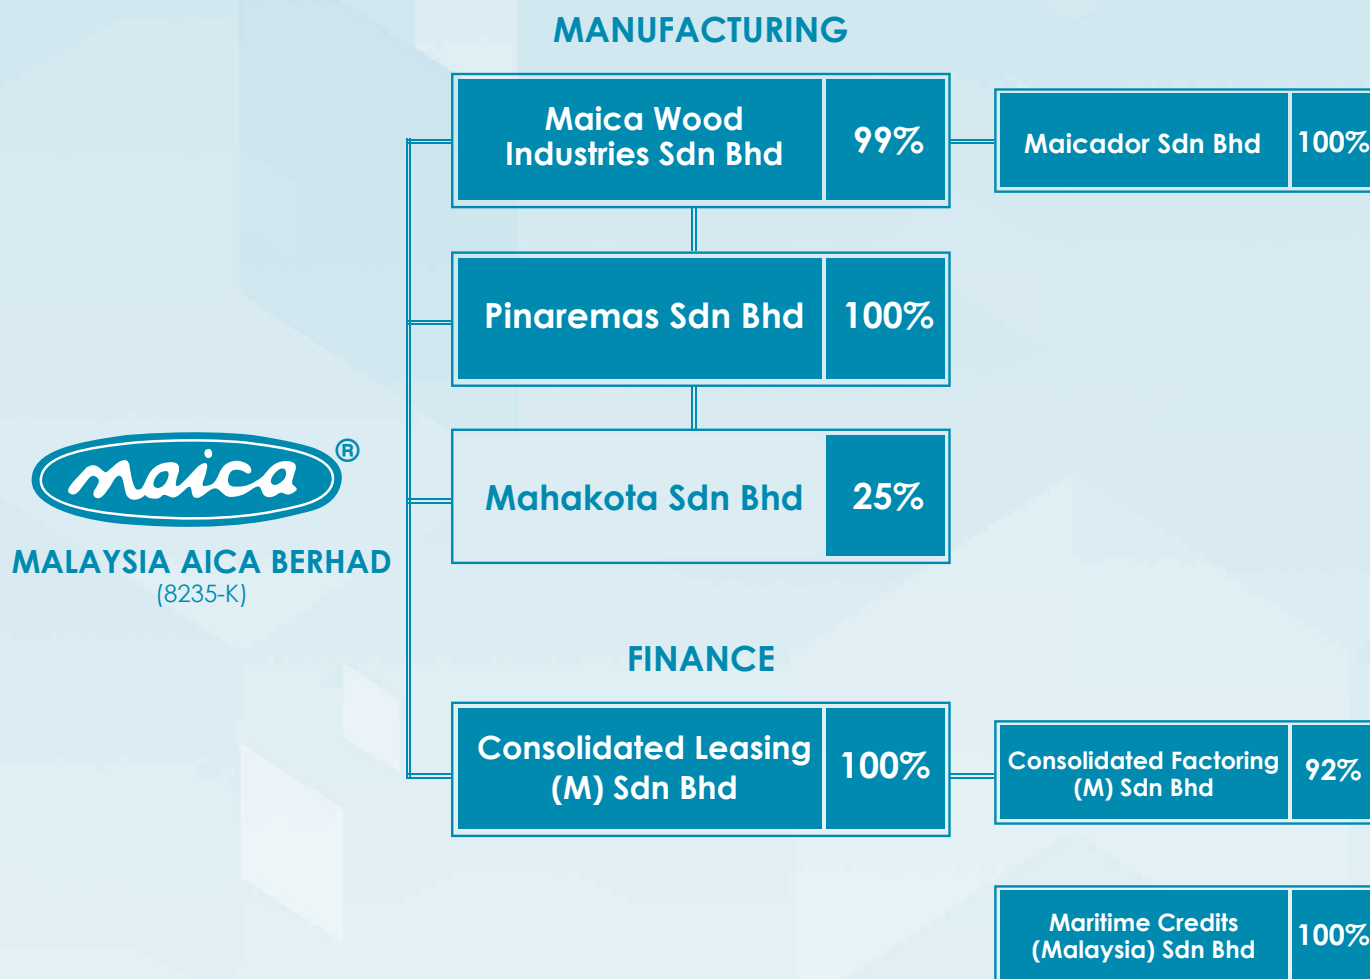 MANUFACTURING
Maica Wood
Industries Sdn Bhd
99%
Maicador Sdn Bhd
100%
Pinaremas Sdn Bhd
100%
maica®
Mahakota Sdn Bhd
25%
MALAYSIA AICA BERHAD
(8235-K)
FINANCE
Consolidated Leasing
(M) Sdn Bhd
100%
Consolidated Factoring
(M) Sdn Bhd
92%
Maritime Credits
(Malaysia) Sdn Bhd
100%